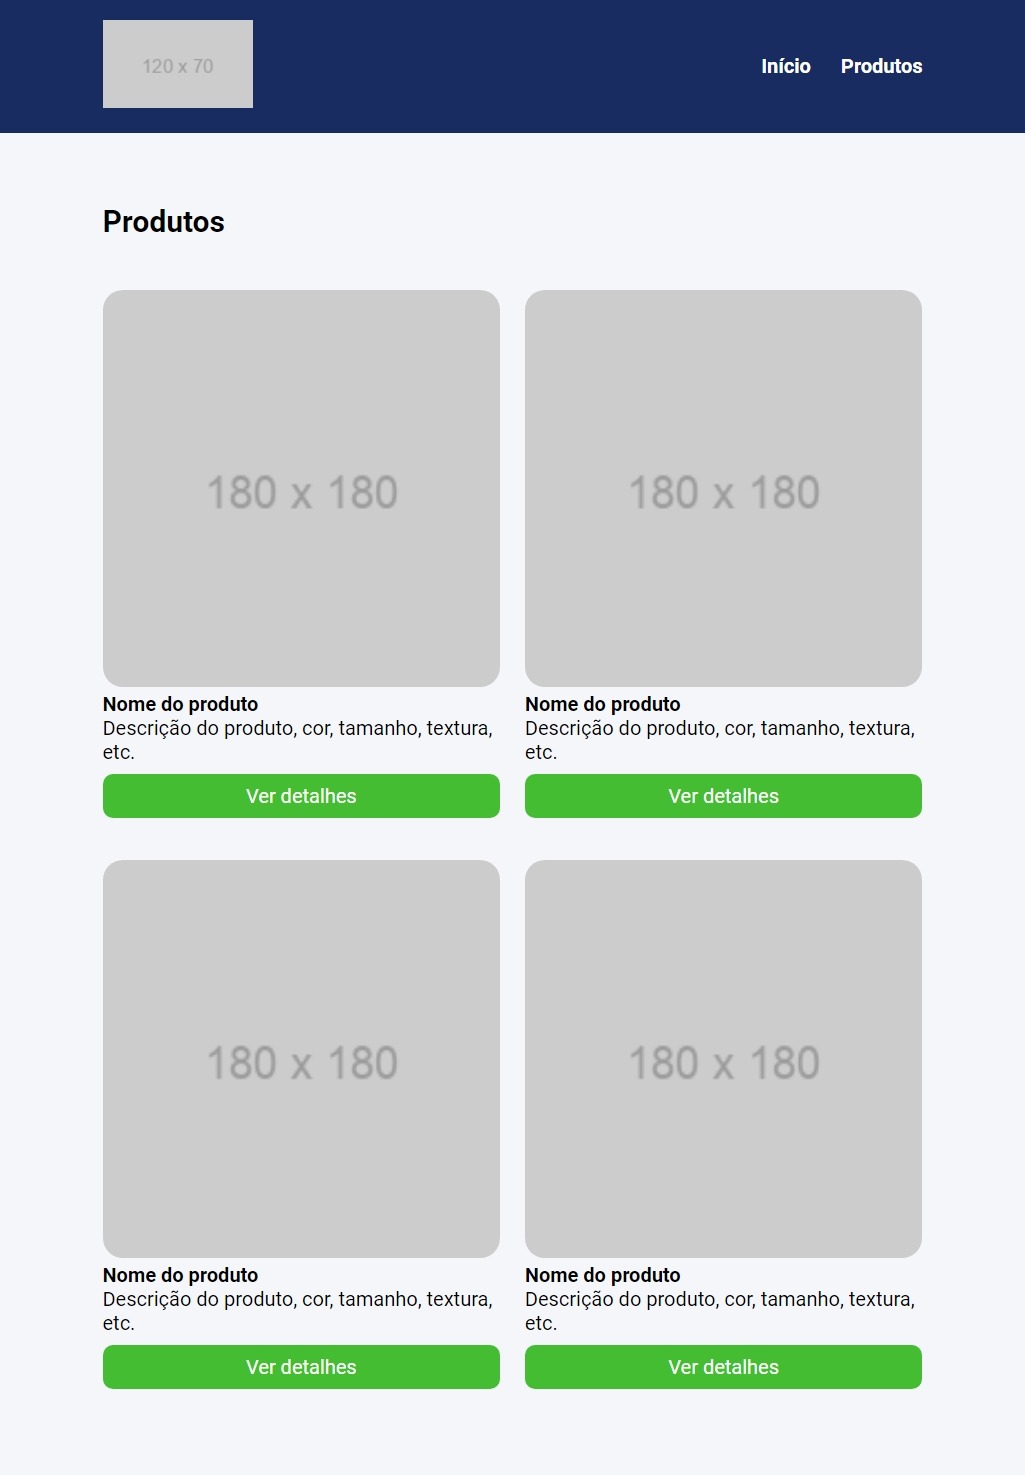 120 x 70
Início Produtos
Produtos
180 x 180
180 x 180
Nome do produto
Descrição do produto, cor, tamanho, textura,
etc.
Ver detalhes
Nome do produto
Descrição do produto, cor, tamanho, textura,
etc.
Ver detalhes
180 x 180
180 x 180
Nome do produto
Descrição do produto, cor, tamanho, textura,
etc.
Ver detalhes
Nome do produto
Descrição do produto, cor, tamanho, textura,
etc.
Ver detalhes